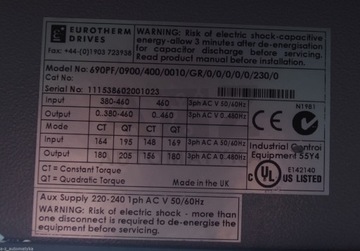 EUROTHERM
DRIVES
Fax: +44-(0)1903 723938
WARNING: Risk of electric shock-capacitive
energy-allow 3 minutes after de-energisation
for capacitor discharge before servicing.
Read product manual before installation.
Model No: 690PF/0900/400/0010/GR/0/0/0/0/0/230/0
Cat No:
Serial No: 111538602001023
Input 380-460 460 3ph AC V 50/60Hz
Output 0..380-460 0..460 3ph AC V 0..480Hz
CT QT CT QT
Input 164 195 148 169 3ph AC A 50/60Hz
Output 180 205 156 180 3ph AC A 0..480Hz
CT = Constant Torque
QT = Quadratic Torque Made in the UK
N1981
Industrial Control
Equipment 55Y4
C UL US LISTED
E142140
Aux Supply 220-240 1ph AC V 50/60Hz
WARNING:
Risk of electric shock - more than
one disconnect is required to de-energise the
equipment before servicing.